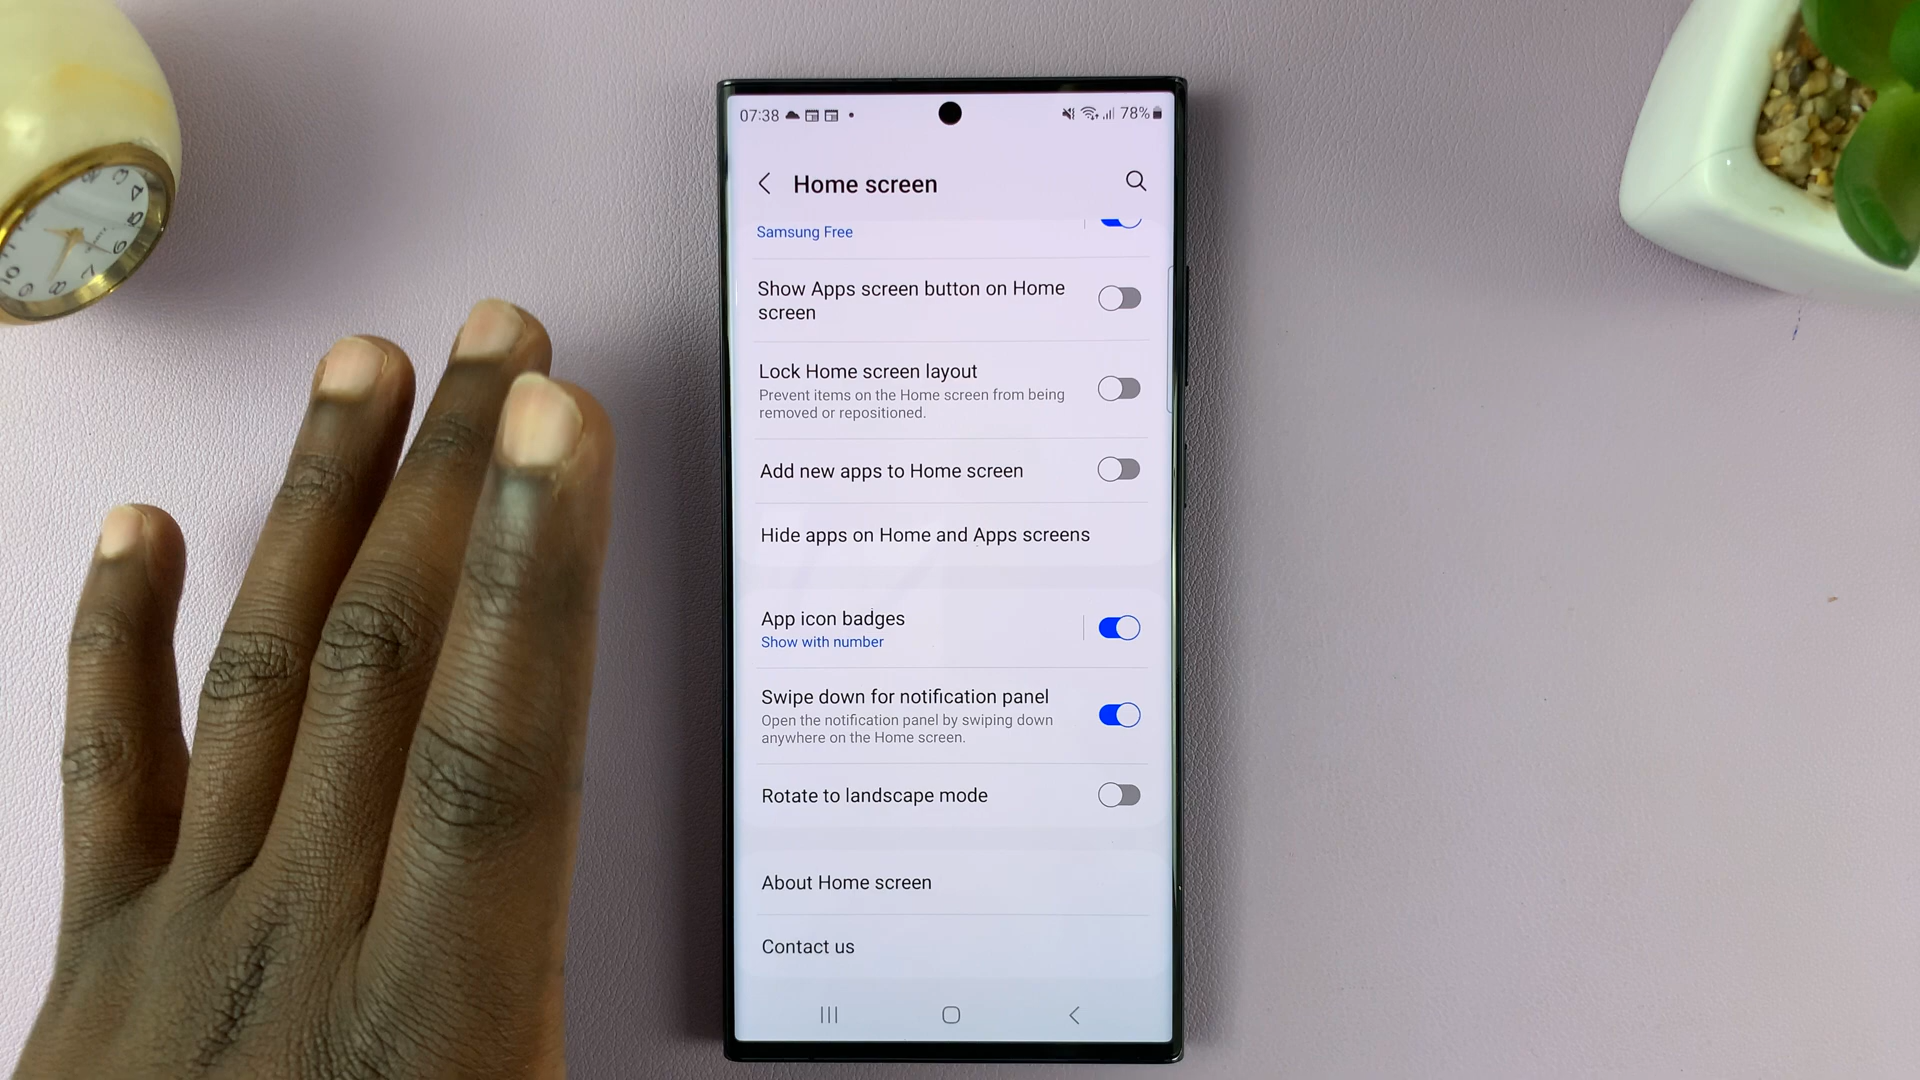 07:38
78%
Home screen
Samsung Free
Show Apps screen button on Home
screen
Lock Home screen layout
Prevent items on the Home screen from being
removed or repositioned.
Add new apps to Home screen
Hide apps on Home and Apps screens
App icon badges
Show with number
Swipe down for notification panel
Open the notification panel by swiping down
anywhere on the Home screen.
Rotate to landscape mode
About Home screen
Contact us